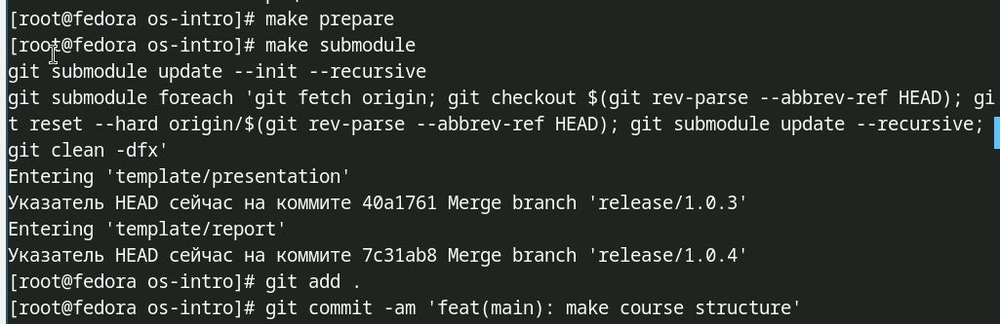 [root@fedora os-intro]# make prepare
[root@fedora os-intro]# make submodule
git submodule update --init --recursive
git submodule foreach 'git fetch origin; git checkout $(git rev-parse --abbrev-ref HEAD); gi
t reset --hard origin/$(git rev-parse --abbrev-ref HEAD); git submodule update --recursive;
git clean -dfx'
Entering 'template/presentation'
Указатель HEAD сейчас на коммите 40a1761 Merge branch 'release/1.0.3'
Entering 'template/report'
Указатель HEAD сейчас на коммите 7c31ab8 Merge branch 'release/1.0.4'
[root@fedora os-intro]# git add .
[root@fedora os-intro]# git commit -am 'feat(main): make course structure'